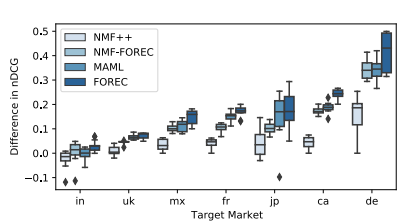 Difference in nDCG
0.5
0.4
0.3
0.2
0.1
0.0
−0.1
NMF++
NMF-FOREC
MAML
FOREC
in uk mx fr jp ca de
Target Market